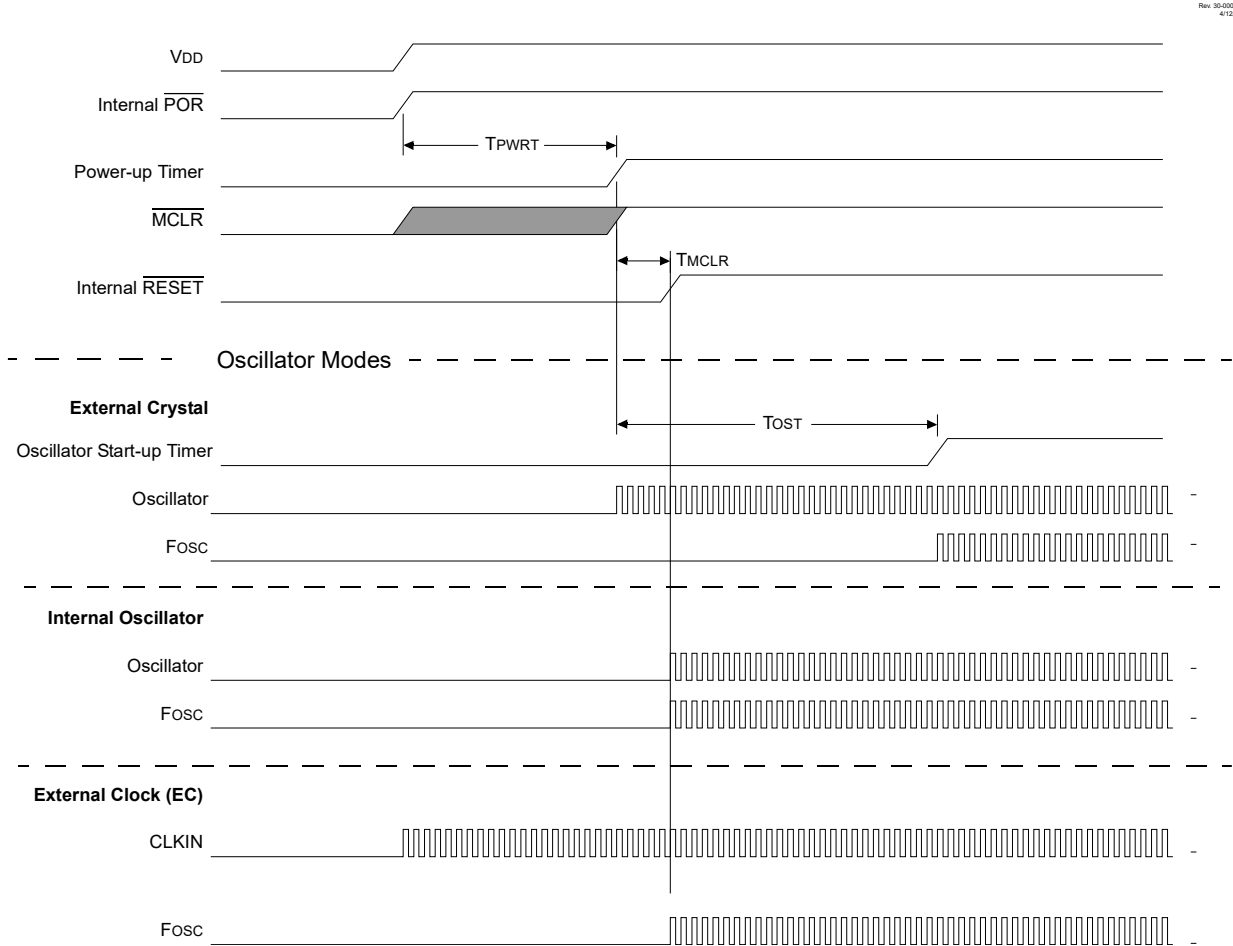 Rev. 30-000
4/12
VDD
Internal POR
TPWRT
Power-up Timer
MCLR
TMCLR
Internal RESET
Oscillator Modes
External Crystal
TOST
Oscillator Start-up Timer
Oscillator
FOSC
Internal Oscillator
Oscillator
FOSC
External Clock (EC)
CLKIN
FOSC